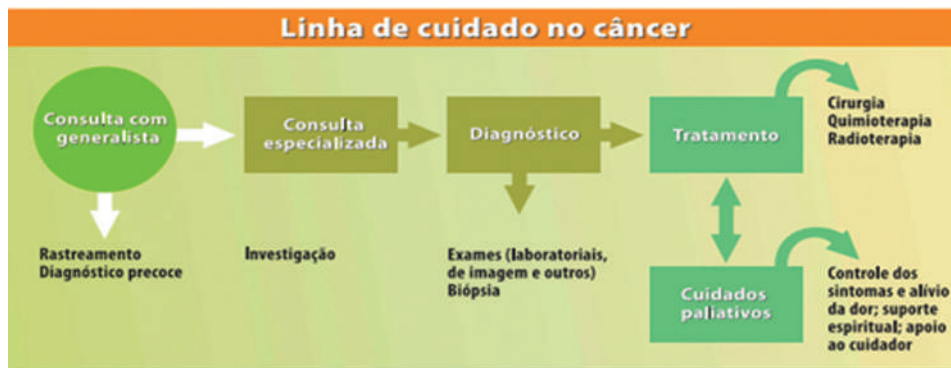 Linha de cuidado no câncer
Consulta com
generalista
Consulta
especializada
Diagnóstico
Tratamento
Cirurgia
Quimioterapia
Radioterapia
Rastreamento
Diagnóstico precoce
Investigação
Exames (laboratoriais,
de imagem e outros)
Biópsia
Cuidados
paliativos
Controle dos
sintomas e alívio
da dor; suporte
espiritual; apoio
ao cuidador